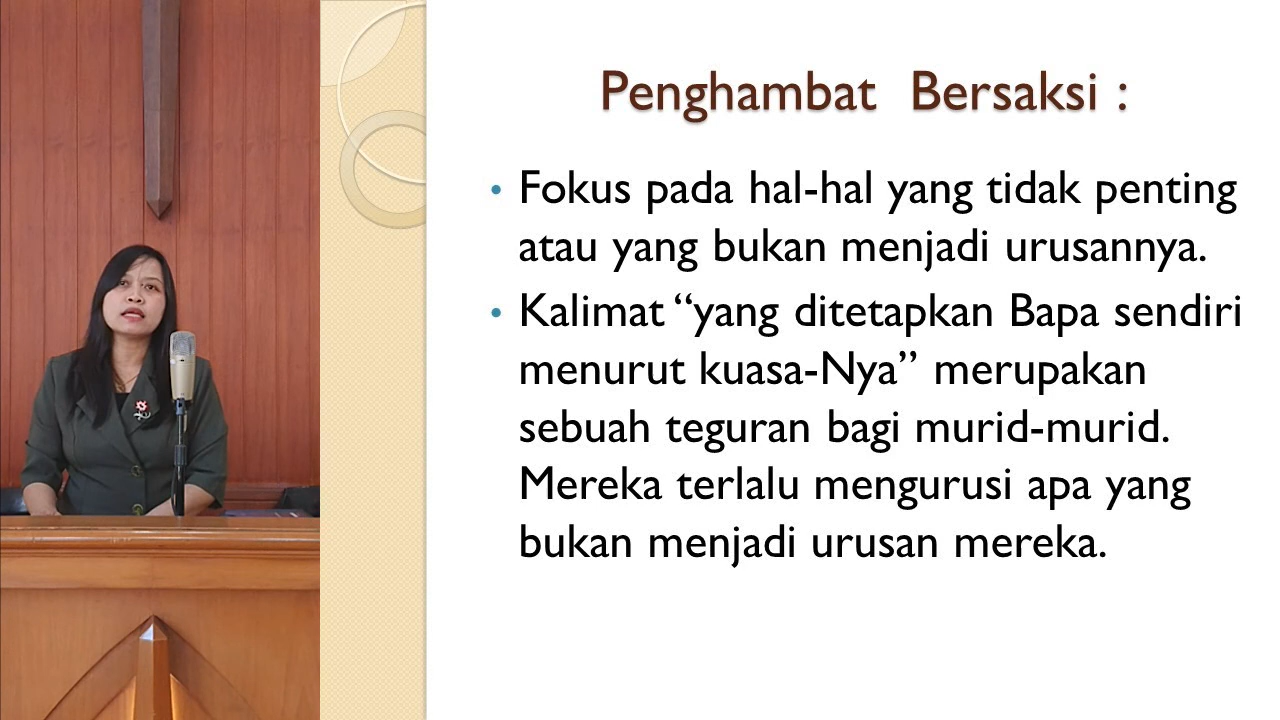 Penghambat Bersaksi :
• Fokus pada hal-hal yang tidak penting
atau yang bukan menjadi urusannya.
• Kalimat “yang ditetapkan Bapa sendiri
menurut kuasa-Nya” merupakan
sebuah teguran bagi murid-murid.
Mereka terlalu mengurusi apa yang
bukan menjadi urusan mereka.